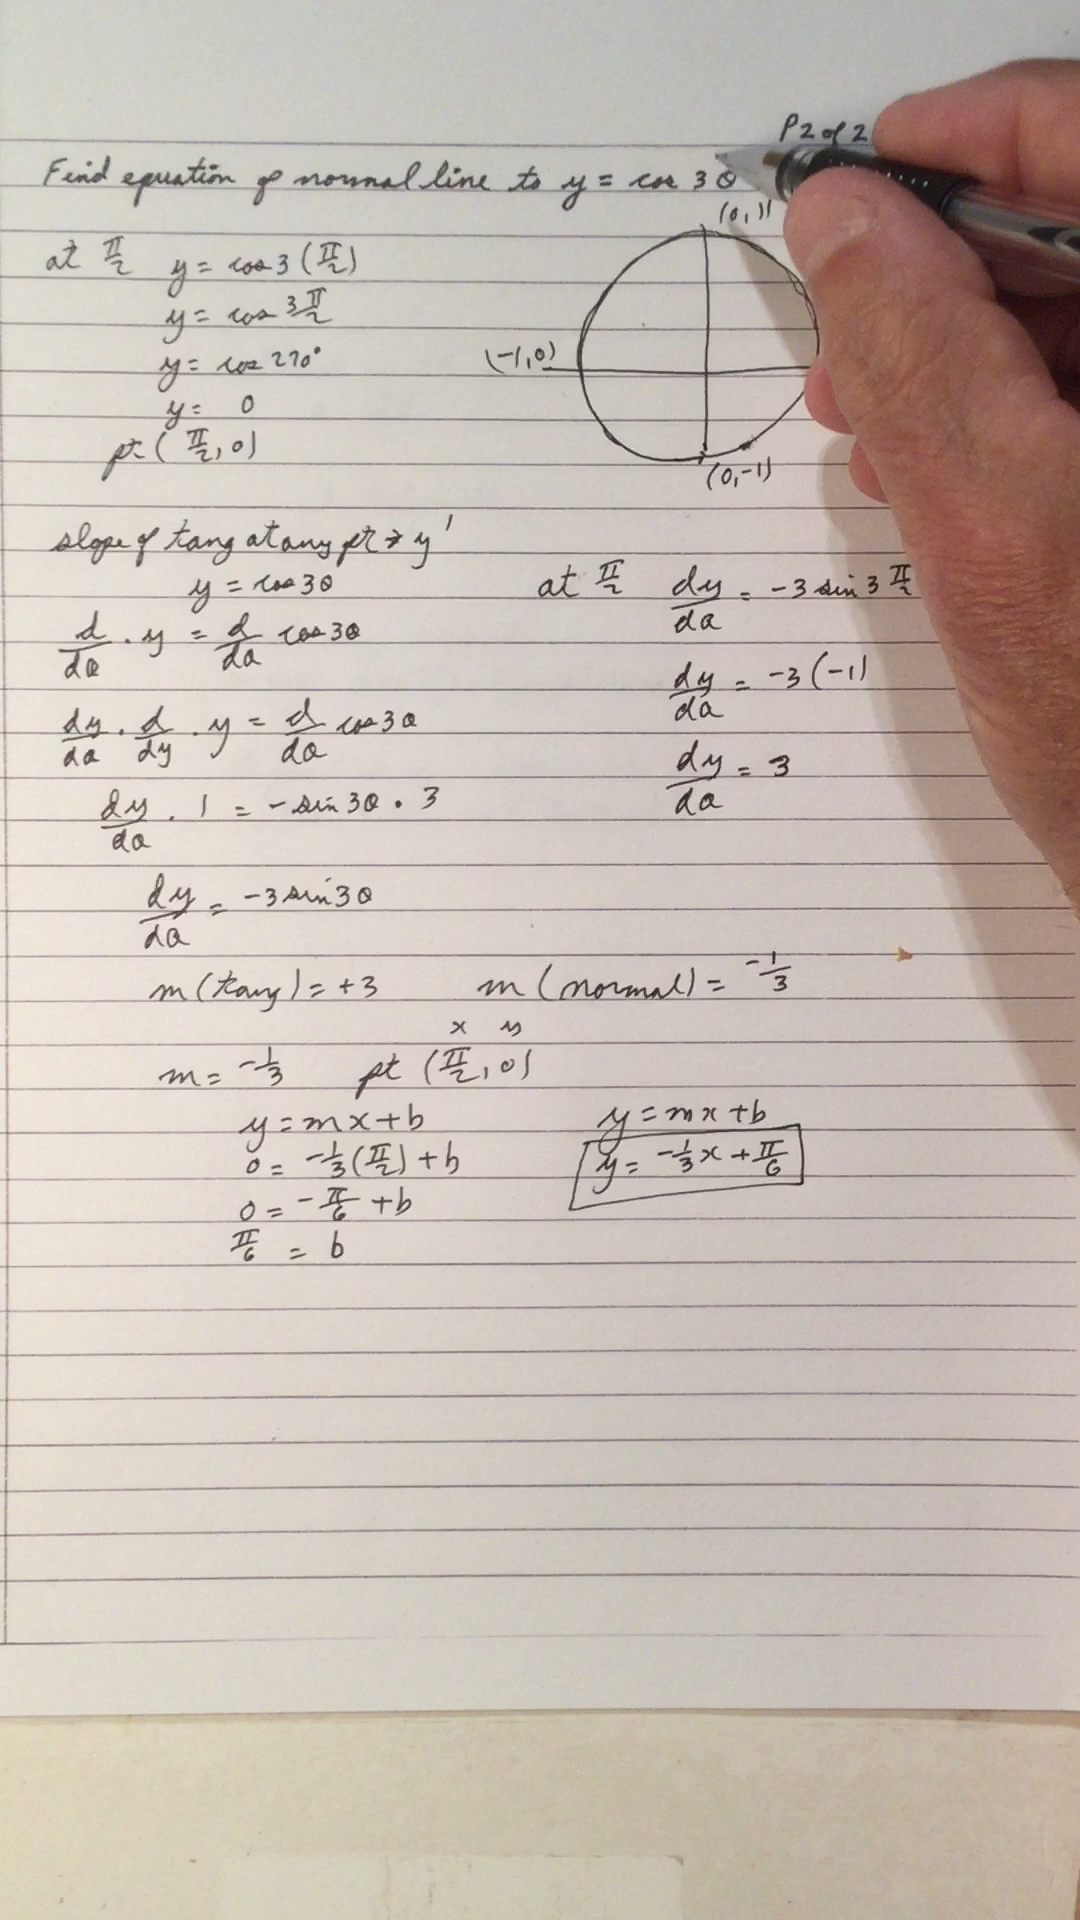 P2 of 2
Find equation of normal line to y = cos 3θ
at π/2 y = cos 3 (π/2)
y = cos 3π/2
y = cos 270°
y = 0
pt (π/2, 0)
(0,1)
(-1,0)
(0,-1)
slope of tang at any pt → y'
y = cos 3θ
d/dθ · y = d/dθ cos 3θ
dy/dθ · d/dy · y = d/dθ cos 3θ
dy/dθ · 1 = - sin 3θ · 3
dy/dθ = -3 sin 3θ
at π/2 dy/dθ = -3 sin 3 π/2
dy/dθ = -3 (-1)
dy/dθ = 3
m (tang) = +3 m (normal) = -1/3
x y
m = -1/3 pt (π/2, 0)
y = mx + b
0 = -1/3 (π/2) + b
0 = -π/6 + b
π/6 = b
y = mx + b
y = -1/3 x + π/6